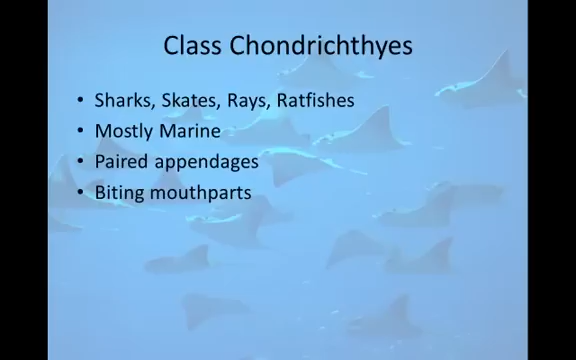 Class Chondrichthyes
• Sharks, Skates, Rays, Ratfishes
• Mostly Marine
• Paired appendages
• Biting mouthparts